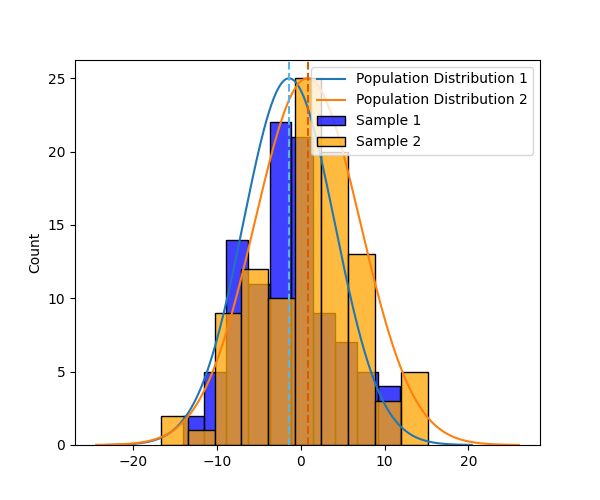 Population Distribution 1
Population Distribution 2
Sample 1
Sample 2
25
20
15
10
5
0
Count
−20
−10
0
10
20